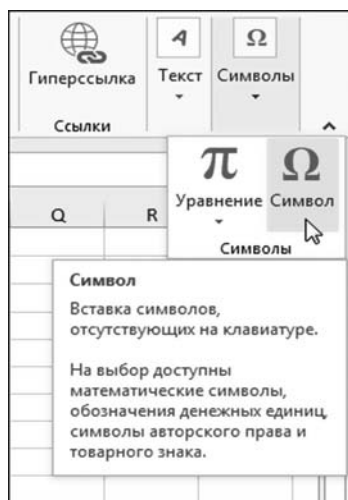 A
Ω
Гиперссылка
Текст
Символы
Ссылки
π
Ω
Уравнение
Символ
Символы
Q
R
Символ
Вставка символов,
отсутствующих на клавиатуре.
На выбор доступны
математические символы,
обозначения денежных единиц,
символы авторского права и
товарного знака.